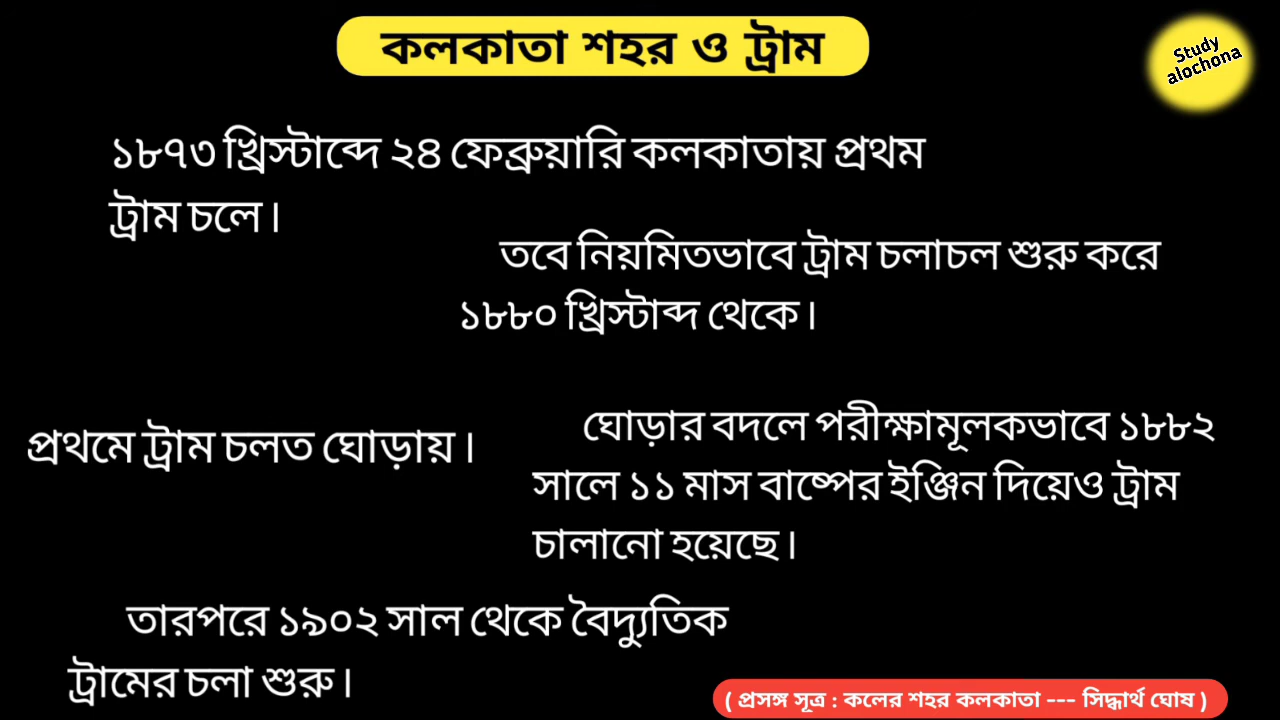 কলকাতা শহর ও ট্রাম
Study
alochona
১৮৭৩ খ্রিস্টাব্দে ২৪ ফেব্রুয়ারি কলকাতায় প্রথম
ট্রাম চলে।
তবে নিয়মিতভাবে ট্রাম চলাচল শুরু করে
১৮৮০ খ্রিস্টাব্দ থেকে।
প্রথমে ট্রাম চলত ঘোড়ায়।
ঘোড়ার বদলে পরীক্ষামূলকভাবে ১৮৮২
সালে ১১ মাস বাষ্পের ইঞ্জিন দিয়েও ট্রাম
চালানো হয়েছে।
তারপরে ১৯০২ সাল থেকে বৈদ্যুতিক
ট্রামের চলা শুরু।
( প্রসঙ্গ সূত্র : কলের শহর কলকাতা --- সিদ্ধার্থ ঘোষ )